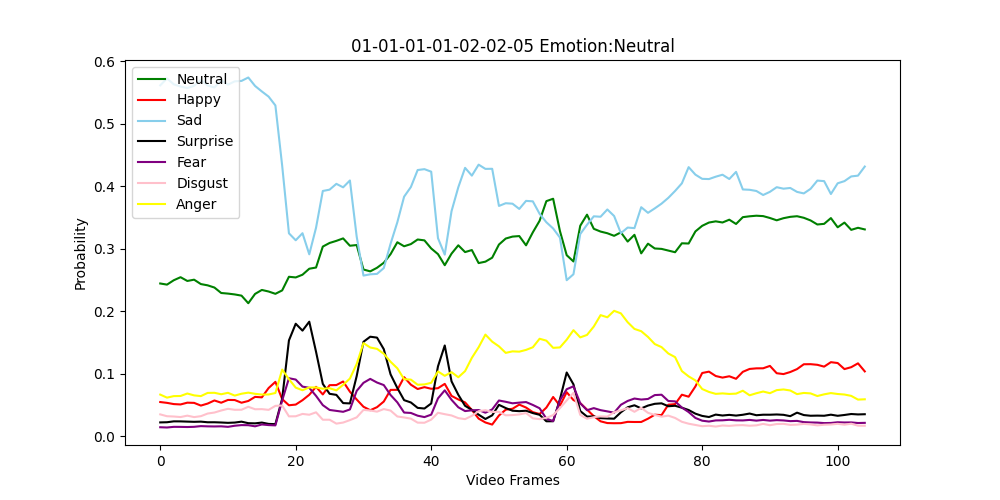 01-01-01-01-02-02-05 Emotion:Neutral
Probability
0.6
0.5
0.4
0.3
0.2
0.1
0.0
Neutral
Happy
Sad
Surprise
Fear
Disgust
Anger
0 20 40 60 80 100
Video Frames